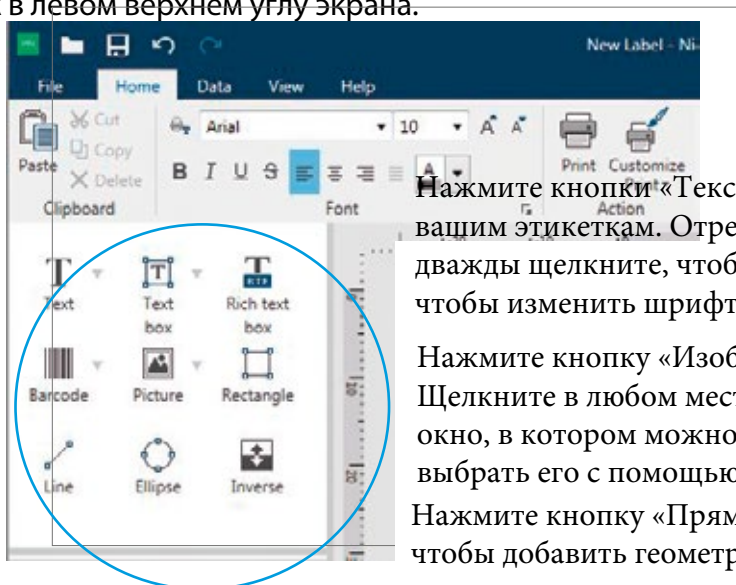 в левом верхнем углу экрана.
New Label - Ni
File Home Data View Help
Paste
Cut
Copy
Delete
Clipboard
Arial 10 A A
B I U S A
Font
Print Customize
Action
Нажмите кнопки «Текс
вашим этикеткам. Отре
дважды щелкните, чтоб
чтобы изменить шрифт
Text Text box Rich text box
Barcode Picture Rectangle
Line Ellipse Inverse
10
20
Нажмите кнопку «Изоб
Щелкните в любом мест
окно, в котором можно
выбрать его с помощью
Нажмите кнопку «Прям
чтобы добавить геометр